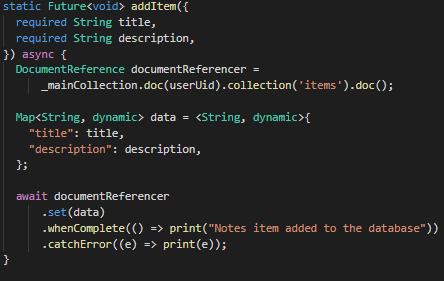 static Future<void> addItem({
  required String title,
  required String description,
}) async {
  DocumentReference documentReferencer =
      _mainCollection.doc(userUid).collection('items').doc();

  Map<String, dynamic> data = <String, dynamic>{
    "title": title,
    "description": description,
  };

  await documentReferencer
      .set(data)
      .whenComplete(() => print("Notes item added to the database"))
      .catchError((e) => print(e));
}